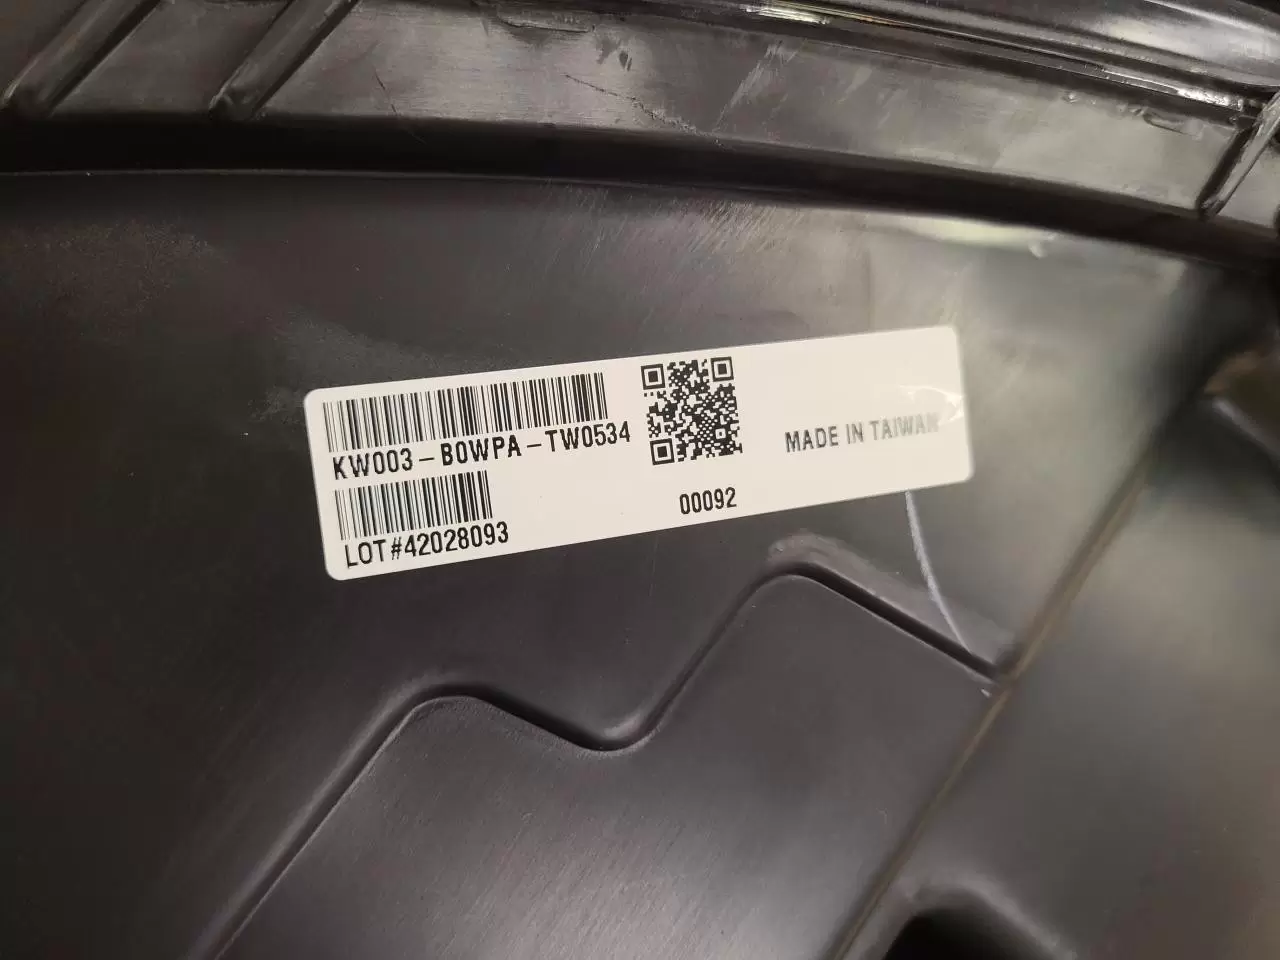 KW003-B0WPA-TW0534
LOT#42028093
00092
MADE IN TAIWAN